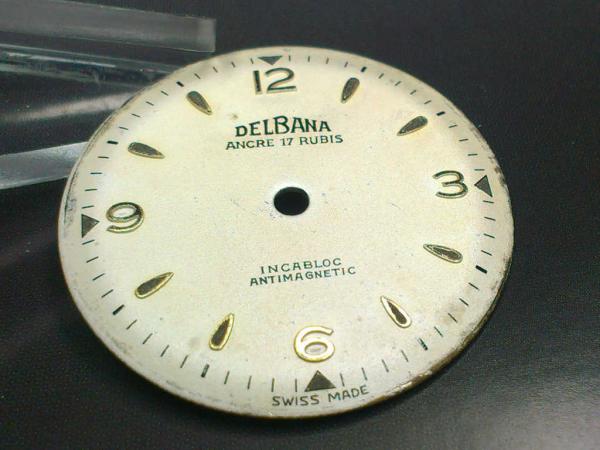 12
DELBANA
ANCRE 17 RUBIS
9 3
INCABLOC
ANTIMAGNETIC
6
SWISS MADE